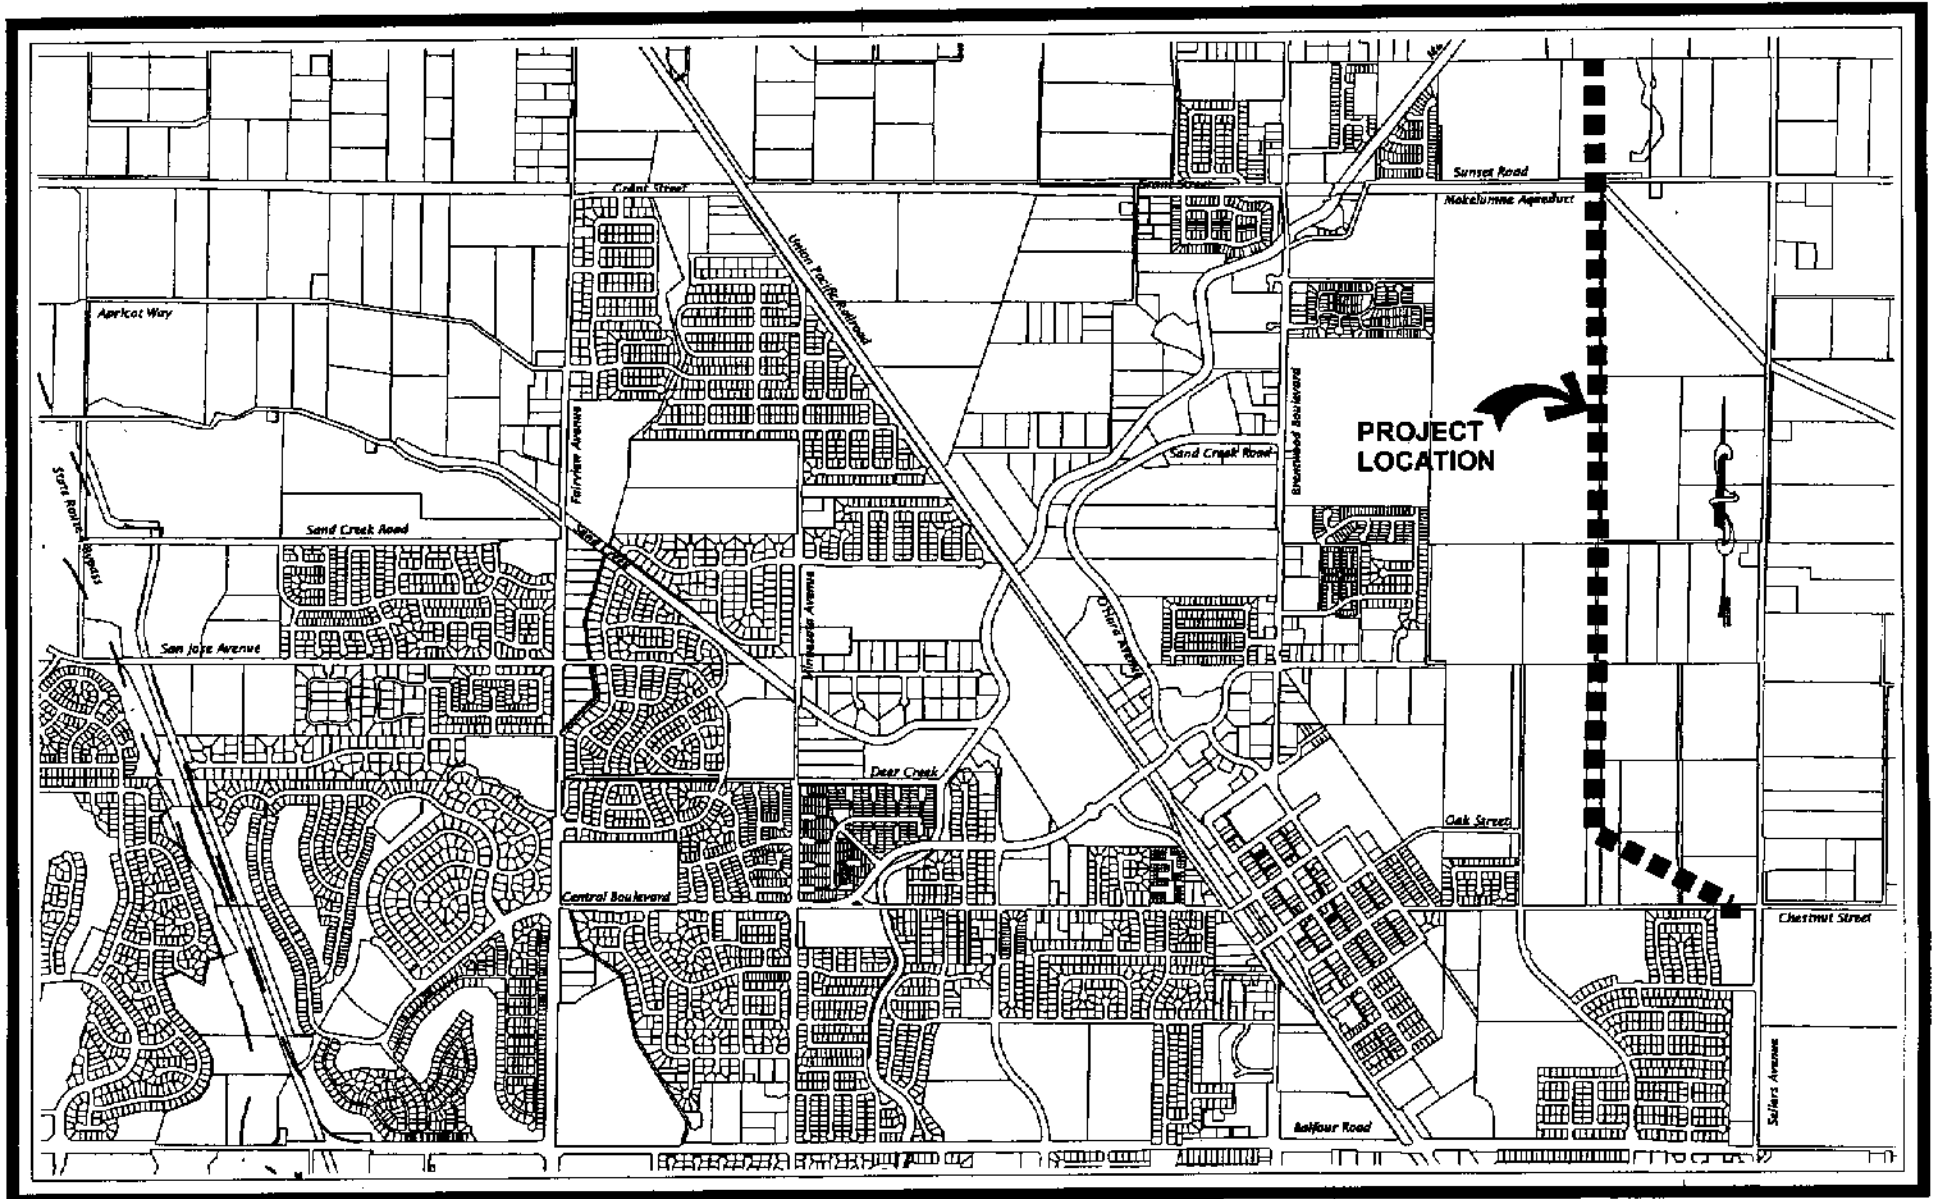 Grant Street
Grant Street
Sunset Road
Mokelumne Aqueduct
Union Pacific Railroad
Apricot Way
Fairview Avenue
Brentwood Boulevard
PROJECT
LOCATION
Sand Creek Road
State Route 4 Bypass
Sand Creek Road
Sand Creek
Minnesota Avenue
O'Hara Avenue
San Jose Avenue
Deer Creek
Oak Street
Central Boulevard
Chestnut Street
Sellers Avenue
Balfour Road